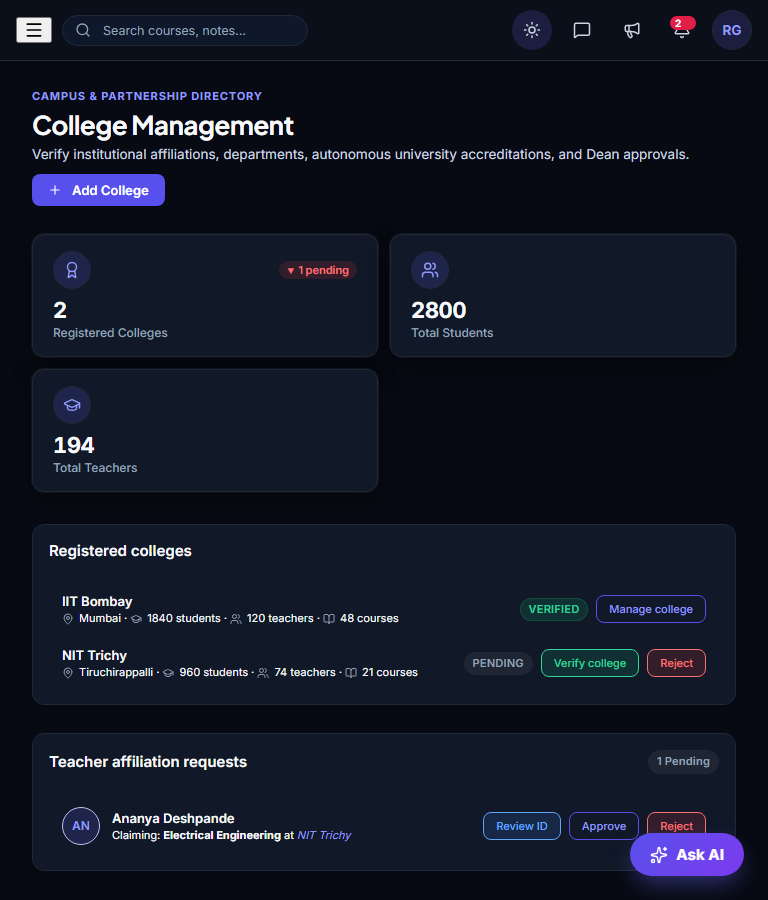 Search courses, notes...
2
RG
CAMPUS & PARTNERSHIP DIRECTORY
College Management
Verify institutional affiliations, departments, autonomous university accreditations, and Dean approvals.
+ Add College
▼ 1 pending
2
Registered Colleges
2800
Total Students
194
Total Teachers
Registered colleges
IIT Bombay
Mumbai · 1840 students · 120 teachers · 48 courses
VERIFIED
Manage college
NIT Trichy
Tiruchirappalli · 960 students · 74 teachers · 21 courses
PENDING
Verify college
Reject
Teacher affiliation requests
1 Pending
AN
Ananya Deshpande
Claiming: Electrical Engineering at NIT Trichy
Review ID
Approve
Reject
Ask AI